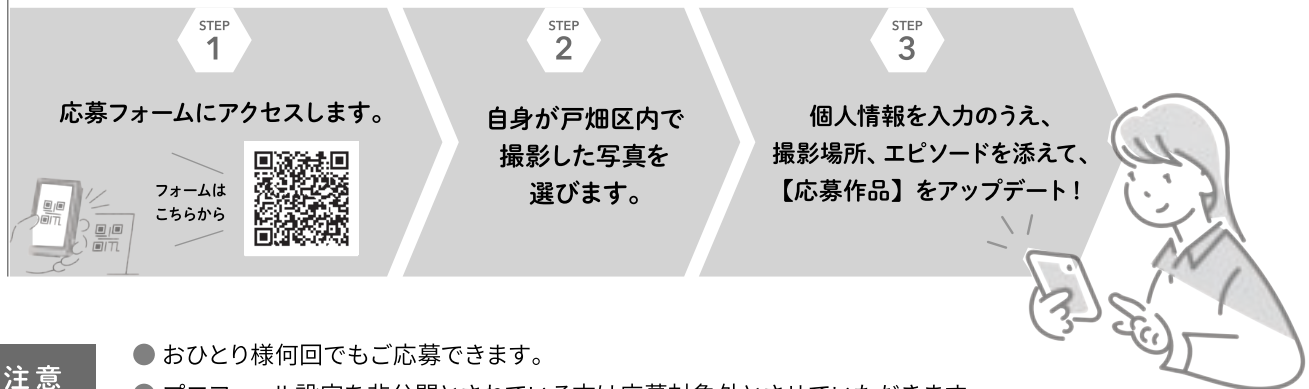 STEP
1
応募フォームにアクセスします。
フォームは
こちらから
STEP
2
自身が戸畑区内で
撮影した写真を
選びます。
STEP
3
個人情報を入力のうえ、
撮影場所、エピソードを添えて、
【応募作品】をアップデート！
注意
● おひとり様何回でもご応募できます。